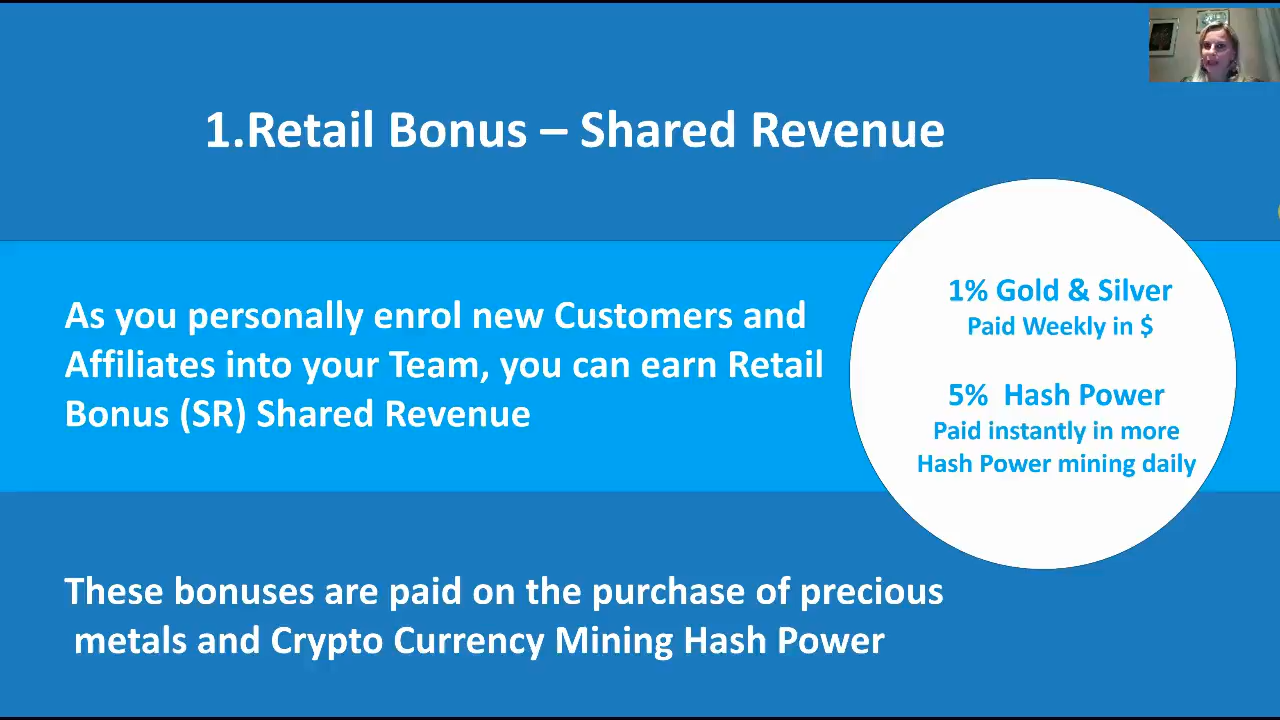 1.Retail Bonus – Shared Revenue
As you personally enrol new Customers and
Affiliates into your Team, you can earn Retail
Bonus (SR) Shared Revenue
1% Gold & Silver
Paid Weekly in $
5% Hash Power
Paid instantly in more
Hash Power mining daily
These bonuses are paid on the purchase of precious
metals and Crypto Currency Mining Hash Power